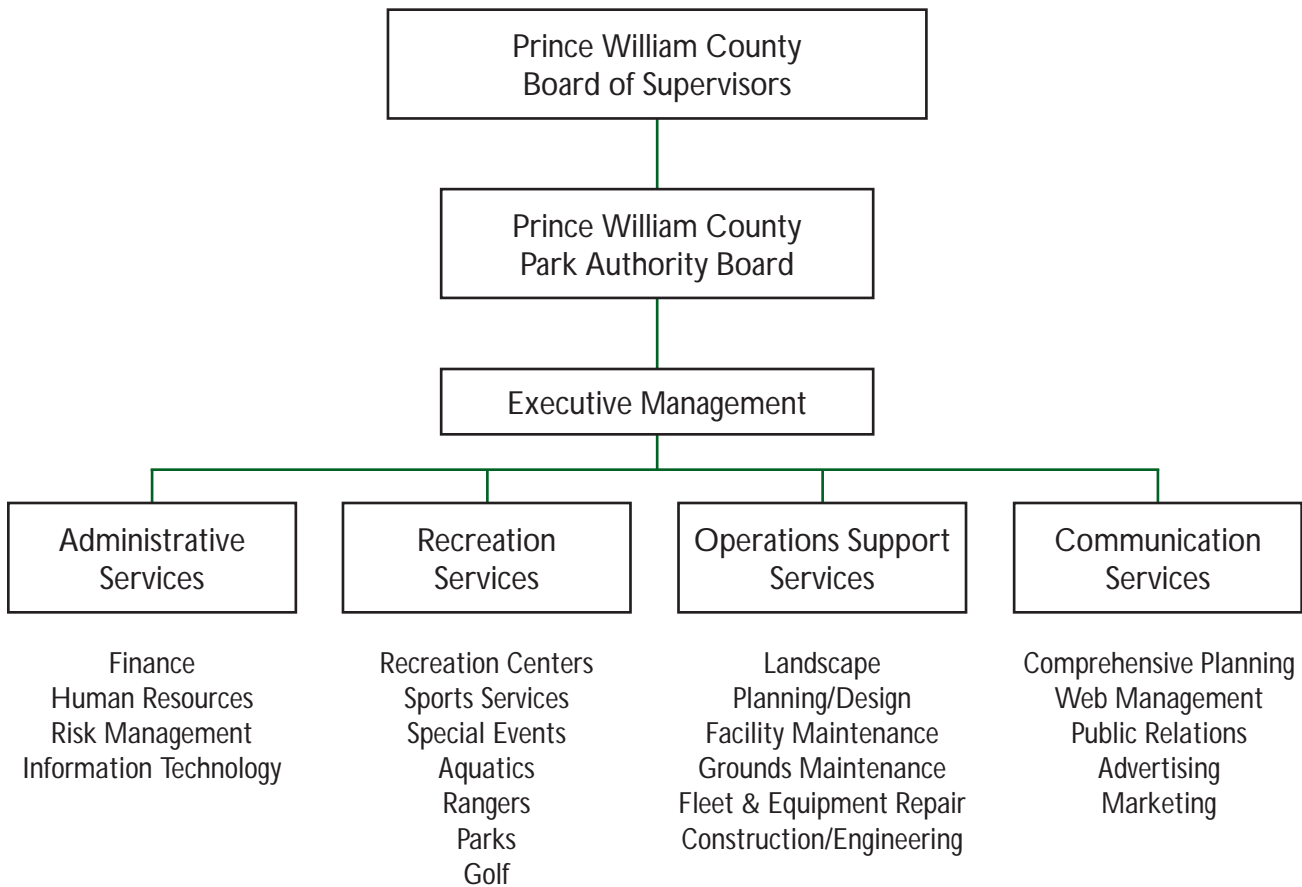 Prince William County
Board of Supervisors
Prince William County
Park Authority Board
Executive Management
Administrative
Services
Finance
Human Resources
Risk Management
Information Technology
Recreation
Services
Recreation Centers
Sports Services
Special Events
Aquatics
Rangers
Parks
Golf
Operations Support
Services
Landscape
Planning/Design
Facility Maintenance
Grounds Maintenance
Fleet & Equipment Repair
Construction/Engineering
Communication
Services
Comprehensive Planning
Web Management
Public Relations
Advertising
Marketing